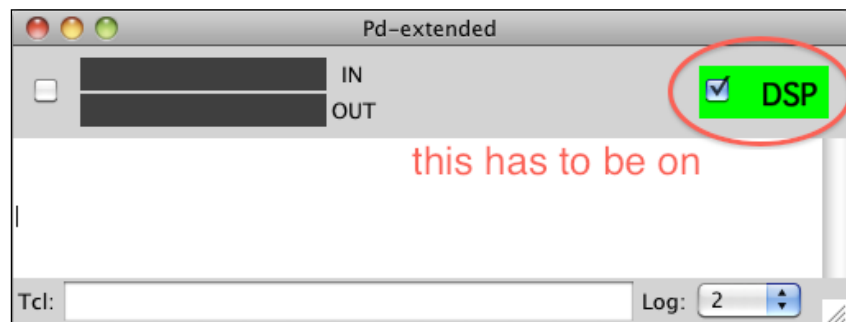 Pd-extended
IN
OUT
DSP
this has to be on
Tcl:
Log: 2